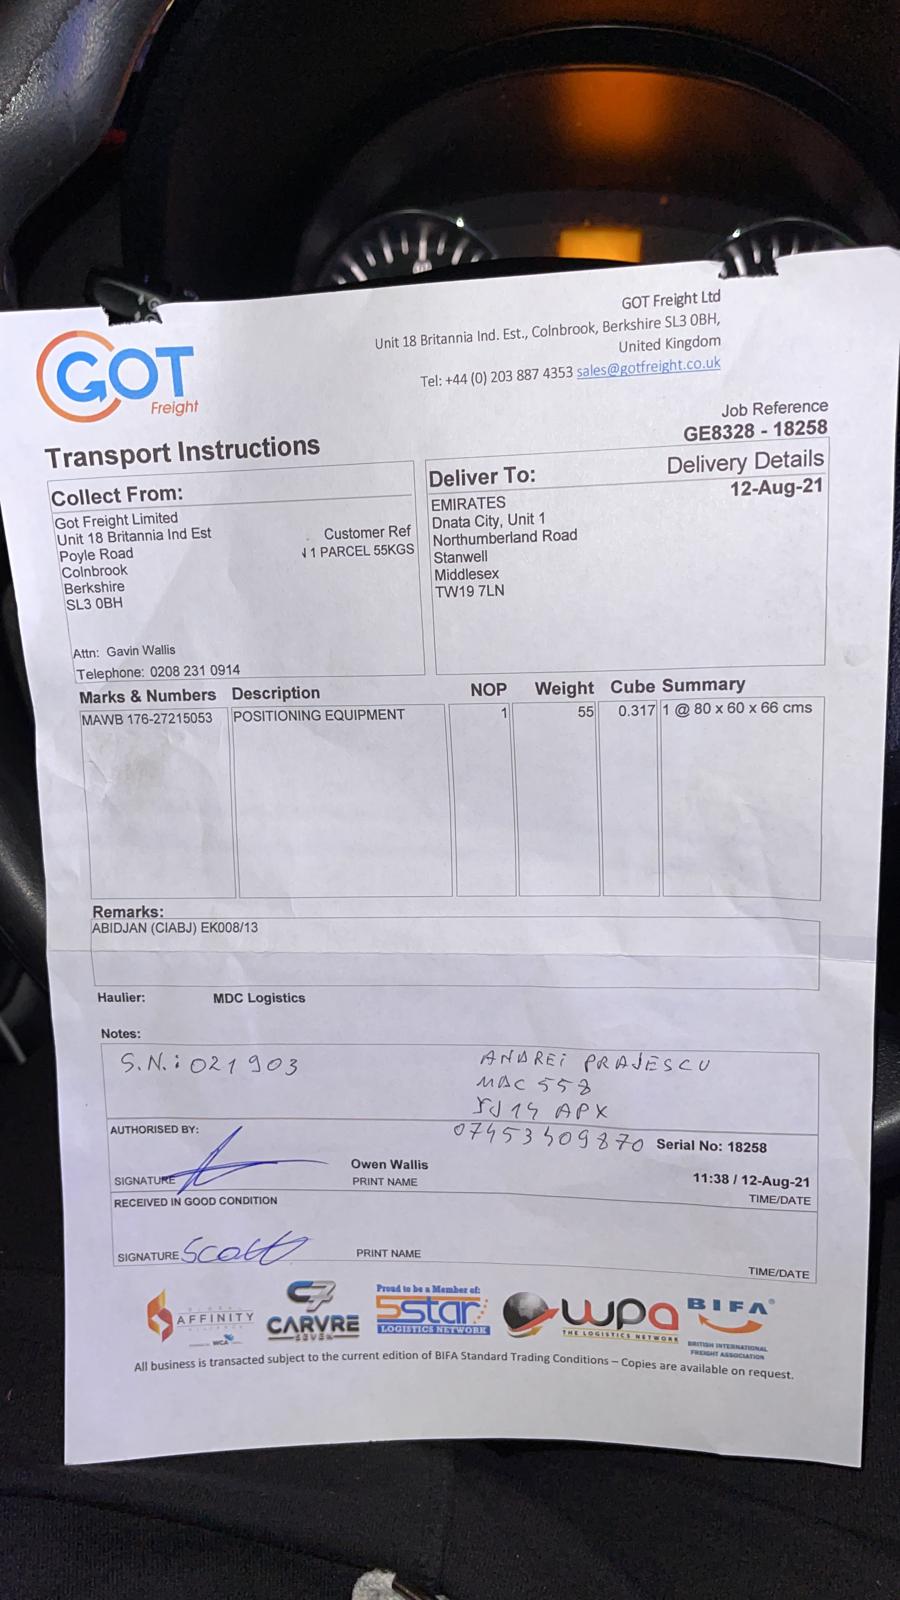 GOT Freight Ltd
Unit 18 Britannia Ind. Est., Colnbrook, Berkshire SL3 0BH,
United Kingdom
Tel: +44 (0) 203 887 4353 sales@gotfreight.co.uk
GOT
Freight
Job Reference
GE8328 - 18258
Transport Instructions
Collect From:
Got Freight Limited
Unit 18 Britannia Ind Est
Poyle Road
Colnbrook
Berkshire
SL3 0BH
Customer Ref
1 PARCEL 55KGS
Attn: Gavin Wallis
Telephone: 0208 231 0914
Deliver To:
Delivery Details
12-Aug-21
EMIRATES
Dnata City, Unit 1
Northumberland Road
Stanwell
Middlesex
TW19 7LN
Marks & Numbers Description NOP Weight Cube Summary
MAWB 176-27215053 POSITIONING EQUIPMENT 1 55 0.317 1 @ 80 x 60 x 66 cms
Remarks:
ABIDJAN (CIABJ) EK008/13
Haulier: MDC Logistics
Notes:
S.N.: 021903
ANDREI PRAJESCU
MDC 558
14 APX
07453409870
Serial No: 18258
AUTHORISED BY:
SIGNATURE
Owen Wallis
PRINT NAME
11:38 / 12-Aug-21
TIME/DATE
RECEIVED IN GOOD CONDITION
SIGNATURE Scott
PRINT NAME
TIME/DATE
AFFINITY
WCA
C7
CARVRE
SEVEN
Proud to be a Member of:
5star
LOGISTICS NETWORK
wpa
THE LOGISTICS NETWORK
BIFA
BRITISH INTERNATIONAL
FREIGHT ASSOCIATION
All business is transacted subject to the current edition of BIFA Standard Trading Conditions – Copies are available on request.